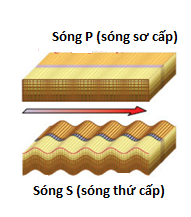 Sóng P (sóng sơ cấp)
Sóng S (sóng thứ cấp)